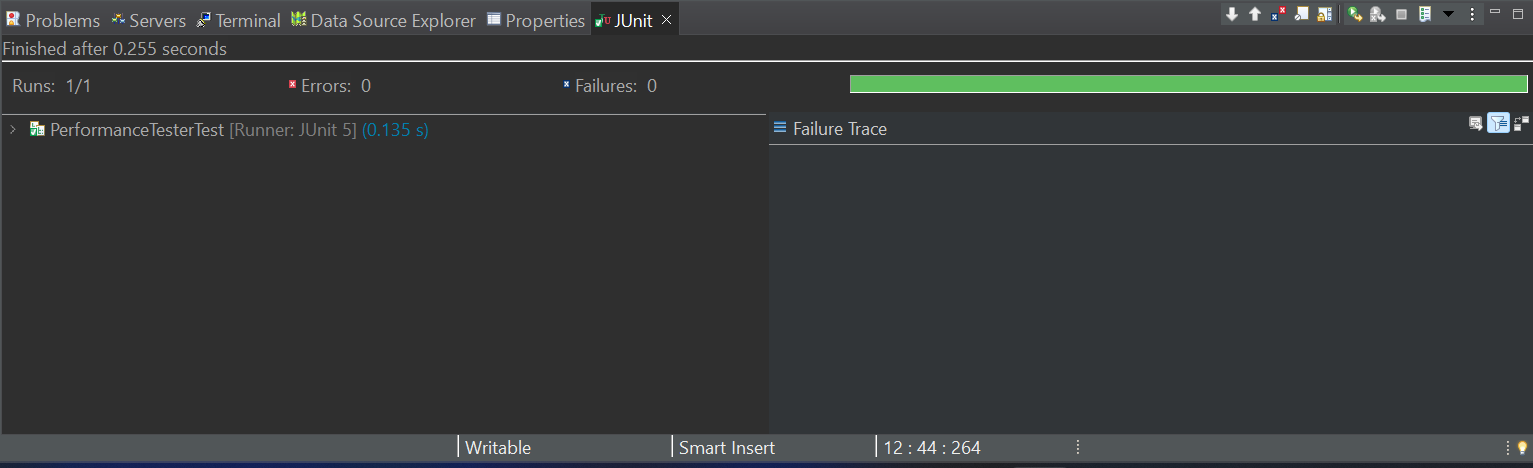 Problems Servers Terminal Data Source Explorer Properties JUnit
Finished after 0.255 seconds
Runs: 1/1 Errors: 0 Failures: 0
PerformanceTesterTest [Runner: JUnit 5] (0.135 s)
Failure Trace
Writable Smart Insert 12 : 44 : 264